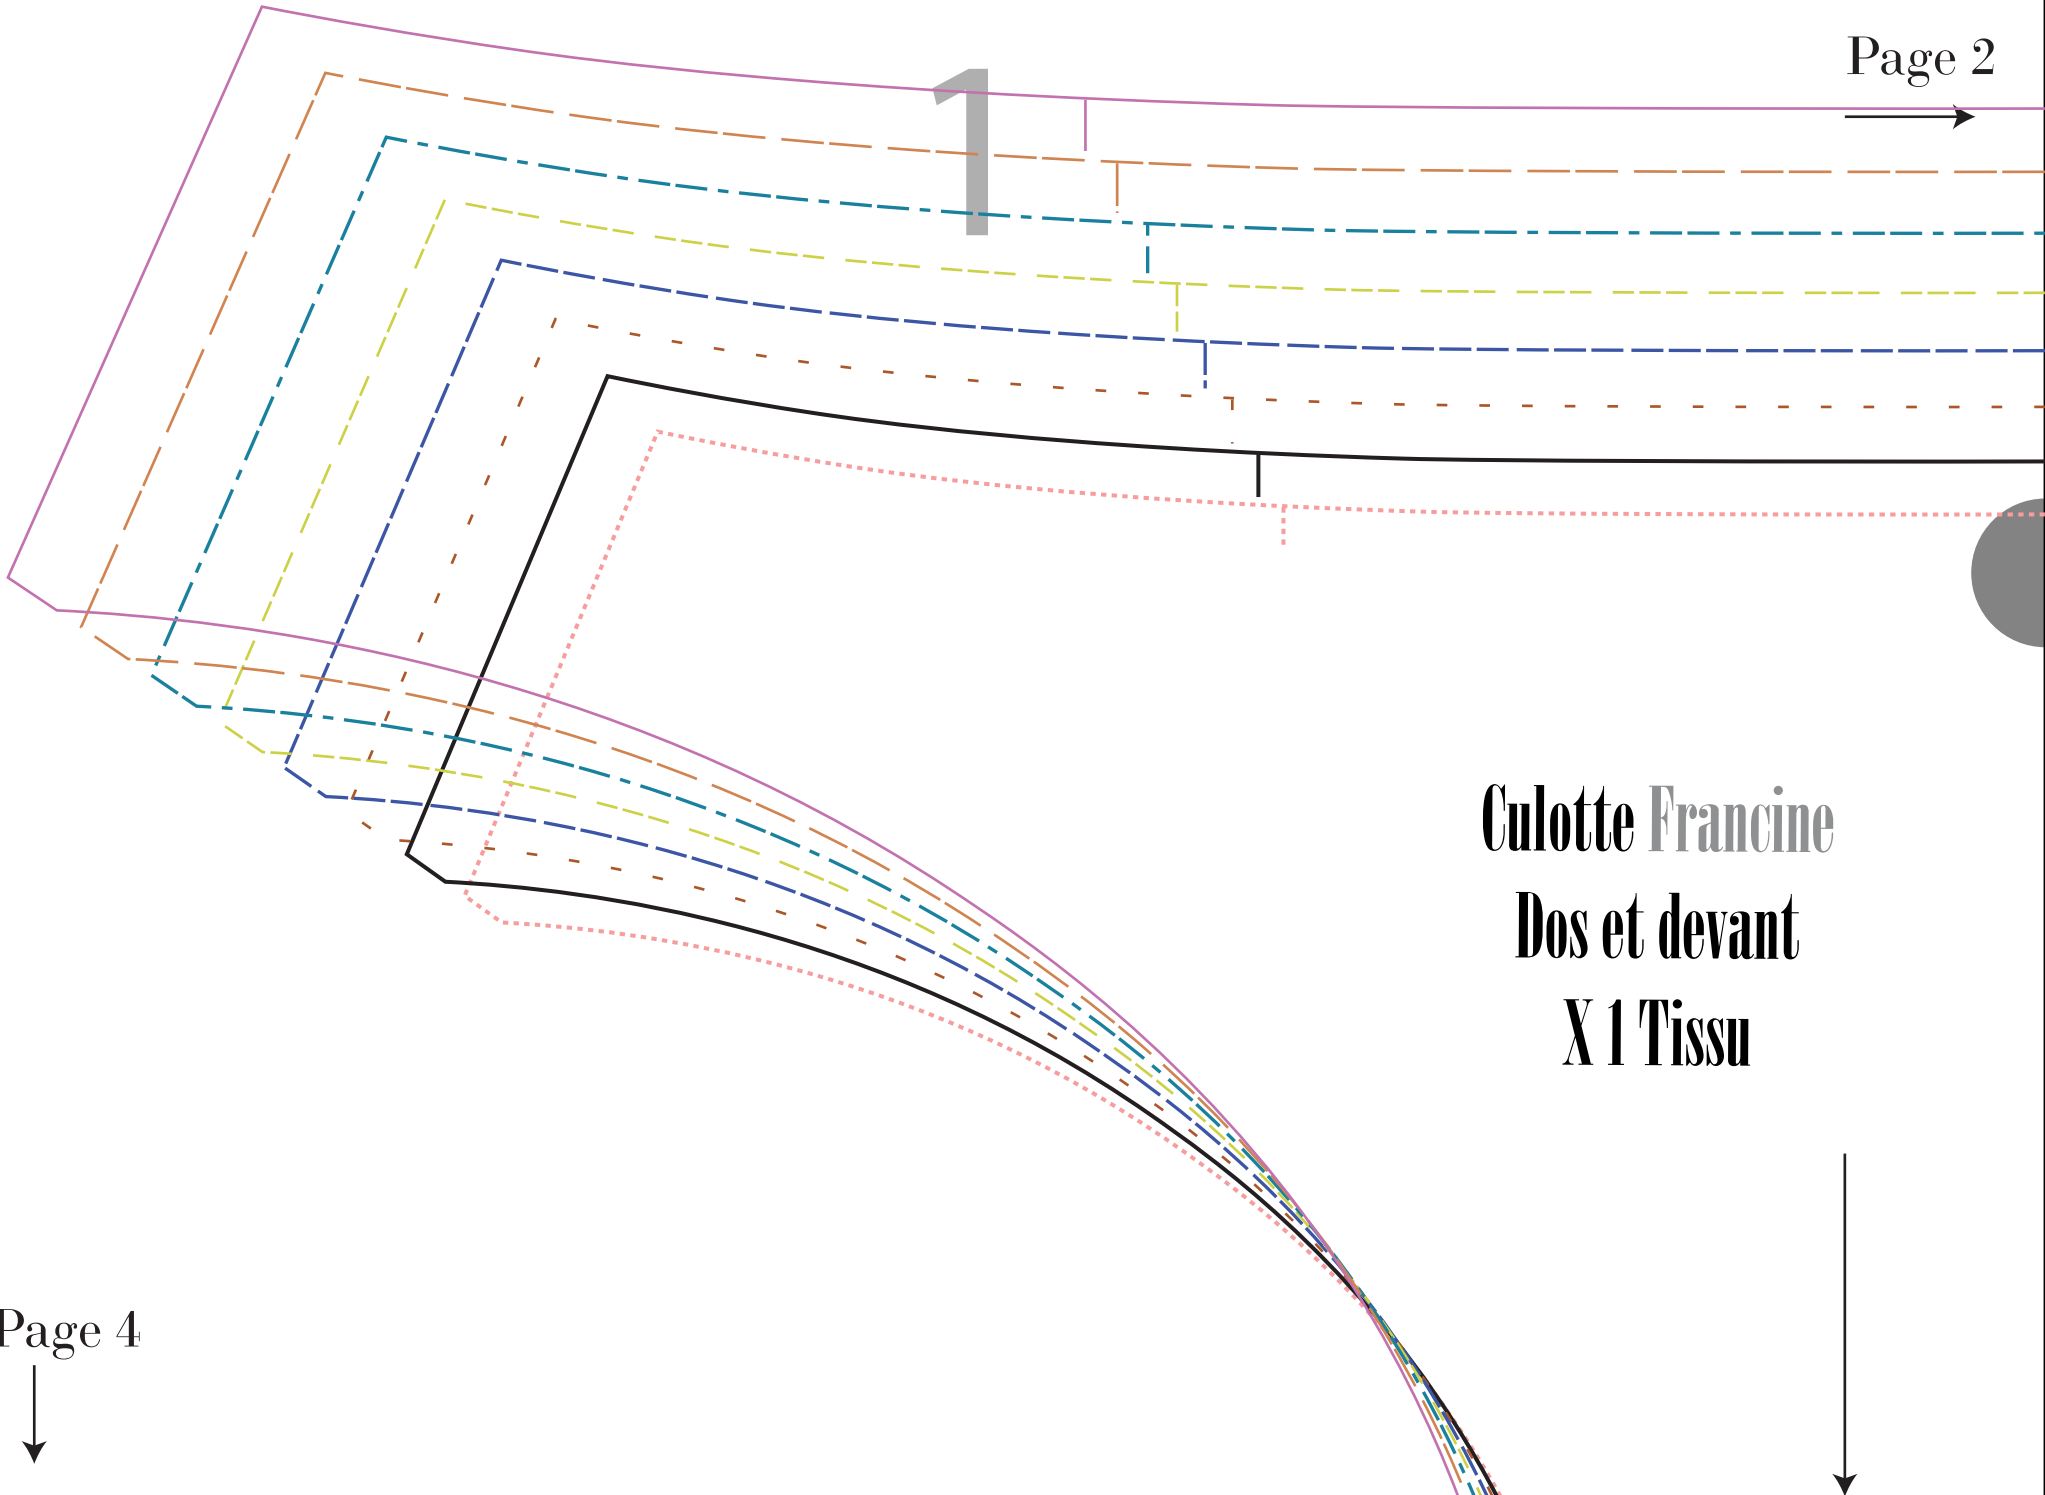 1
Page 2
Culotte Francine
Dos et devant
X 1 Tissu
Page 4